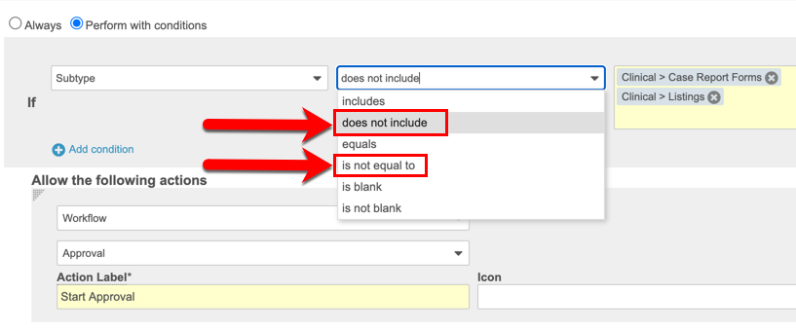 Always Perform with conditions
If
Subtype
does not include
Clinical > Case Report Forms
Clinical > Listings
includes
does not include
equals
is not equal to
is blank
is not blank
Add condition
Allow the following actions
Workflow
Approval
Action Label*
Icon
Start Approval